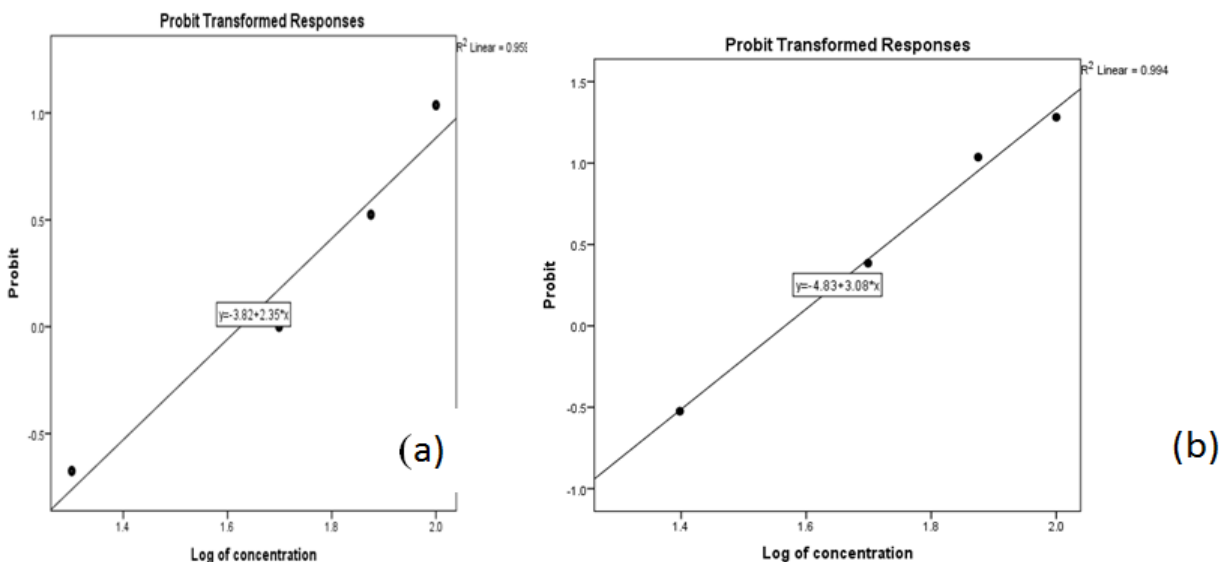 Probit Transformed Responses
R2 Linear = 0.959
1.0
0.5
0.0
-0.5
Probit
y=-3.82+2.35*x
(a)
1.4
1.6
1.8
2.0
Log of concentration
Probit Transformed Responses
R2 Linear = 0.994
1.5
1.0
0.5
0.0
-0.5
-1.0
Probit
y=-4.83+3.08*x
(b)
1.4
1.6
1.8
2.0
Log of concentration